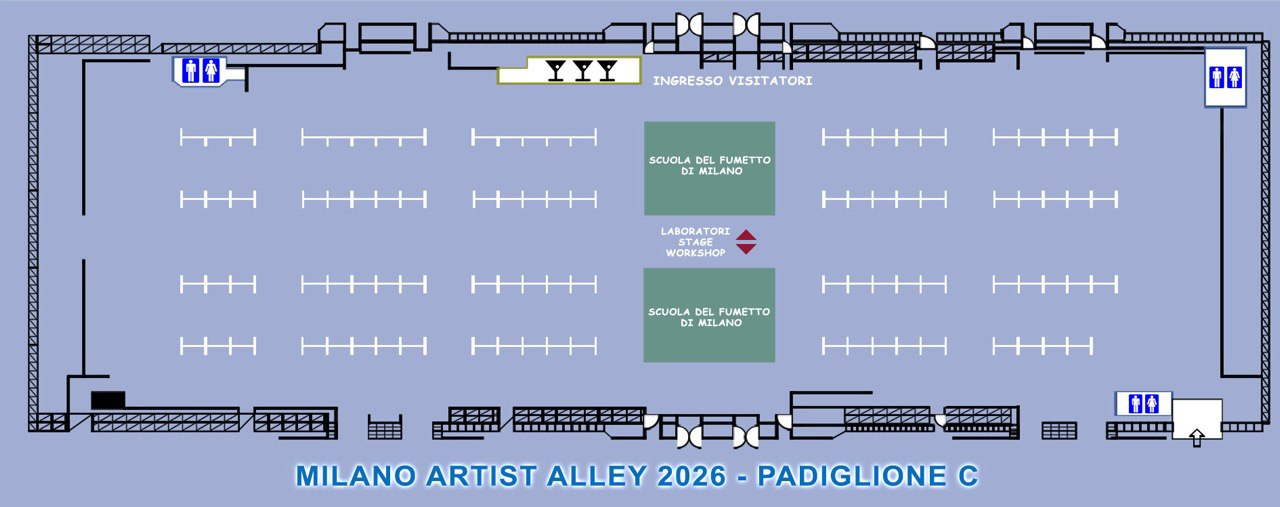 INGRESSO VISITATORI
SCUOLA DEL FUMETTO
DI MILANO
LABORATORI
STAGE
WORKSHOP
SCUOLA DEL FUMETTO
DI MILANO
MILANO ARTIST ALLEY 2026 - PADIGLIONE C